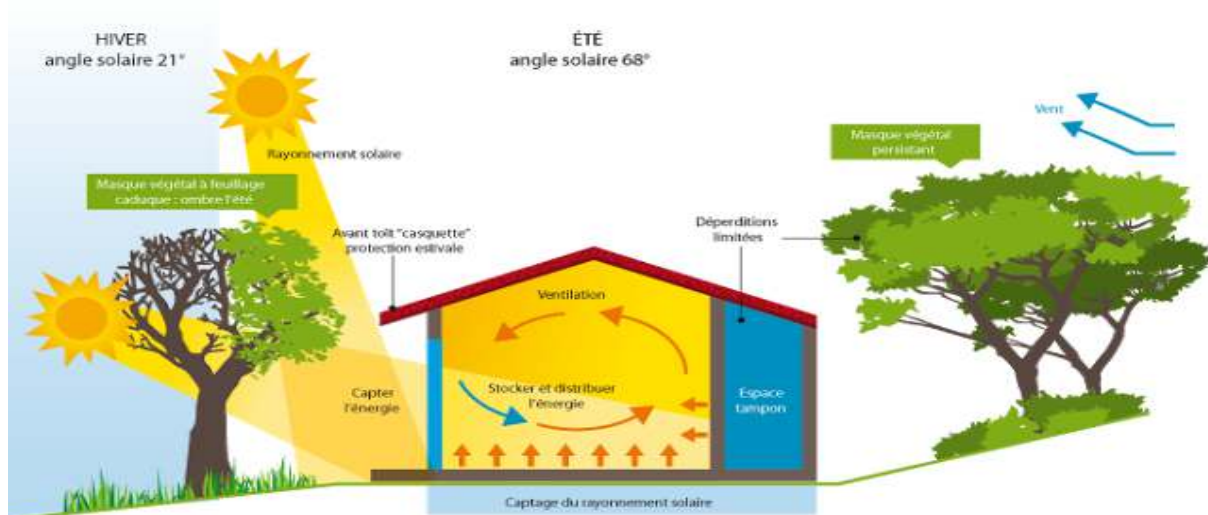 HIVER
angle solaire 21°
ÉTÉ
angle solaire 68°
Vent
Masque végétal
persistant
Rayonnement solaire
Masque végétal à feuillage
caduque : ombre l'été
Avant toît "casquette"
protection estivale
Déperditions
limitées
Ventilation
Capter
l'énergie
Stocker et distribuer
l'énergie
Espace
tampon
Captage du rayonnement solaire